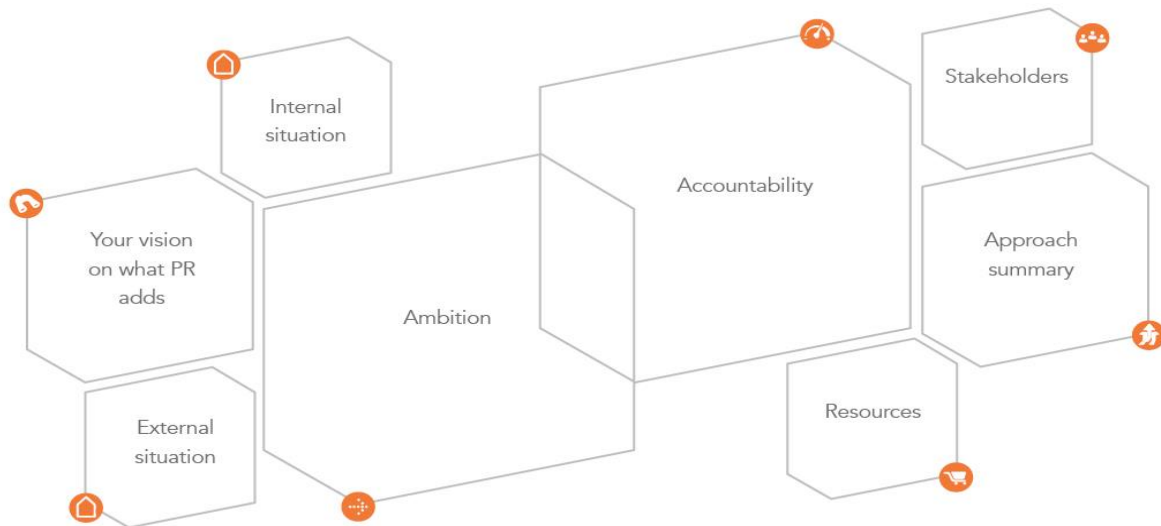 Internal
situation
Your vision
on what PR
adds
External
situation
Ambition
Accountability
Stakeholders
Approach
summary
Resources